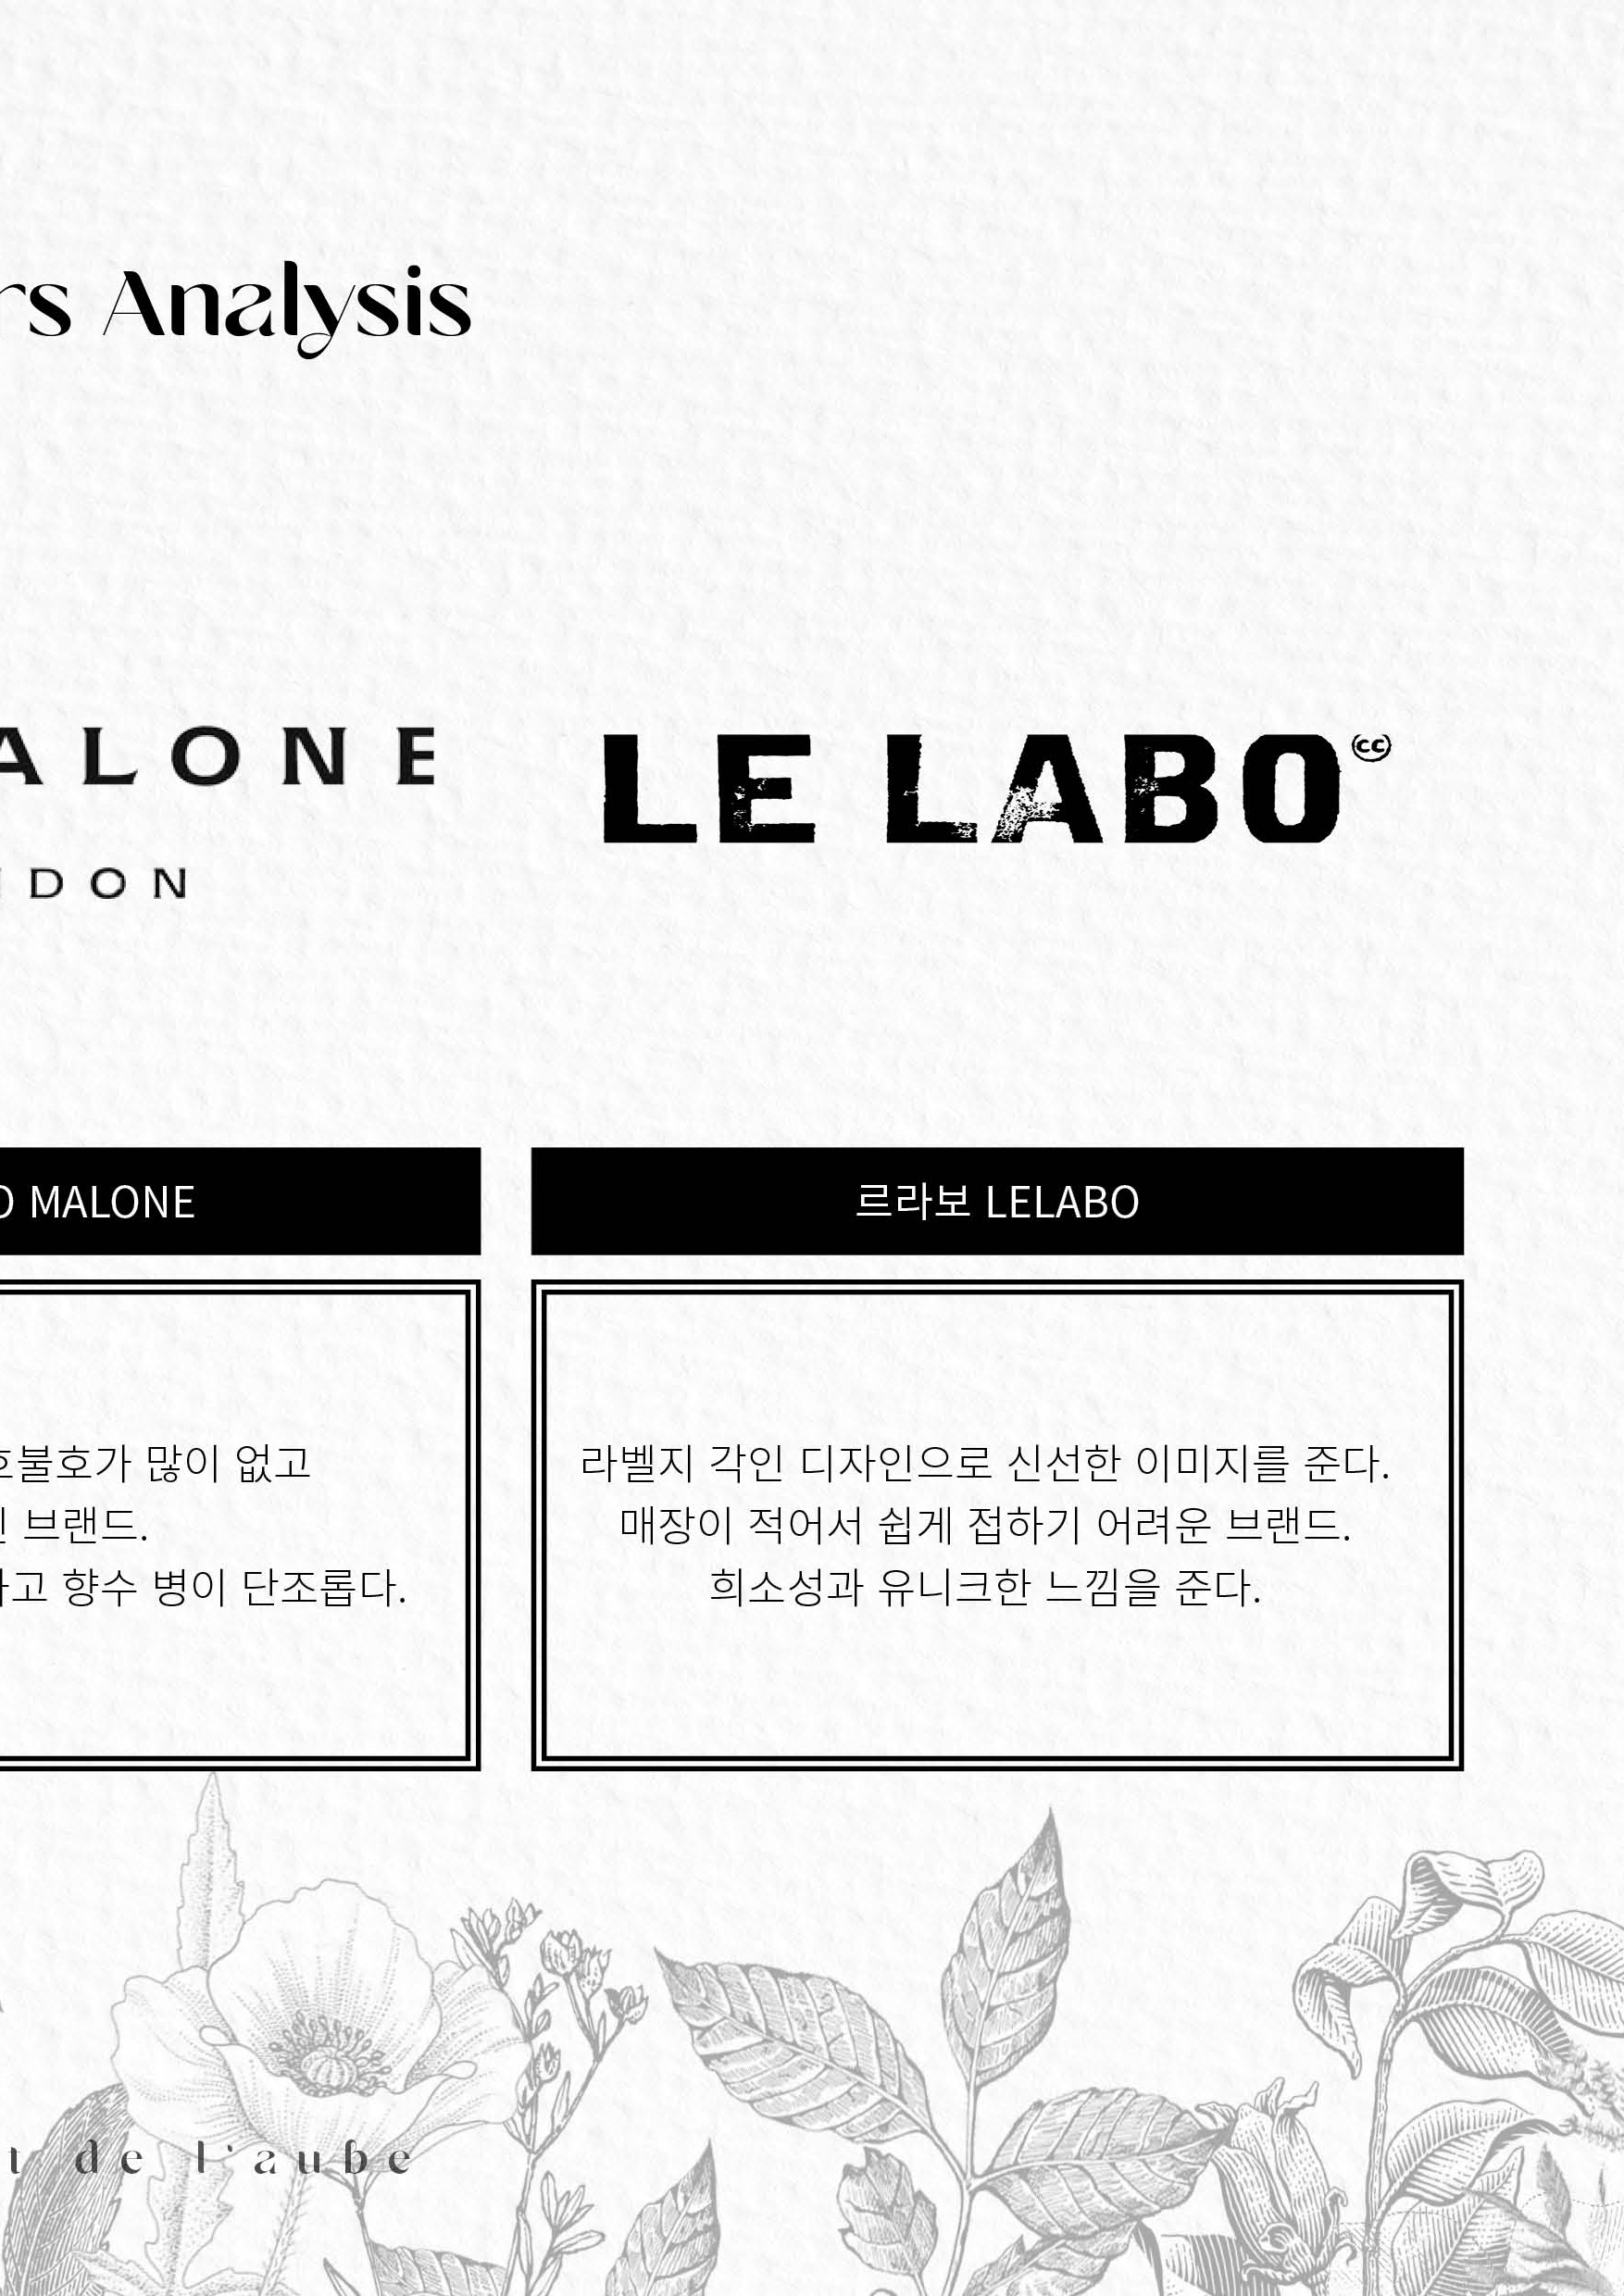 rs Analysis
ALONE
DON
LE LABO cc
O MALONE
르라보 LELABO
호불호가 많이 없고
브랜드.
고 향수 병이 단조롭다.
라벨지 각인 디자인으로 신선한 이미지를 준다.
매장이 적어서 쉽게 접하기 어려운 브랜드.
희소성과 유니크한 느낌을 준다.
t de l'aube